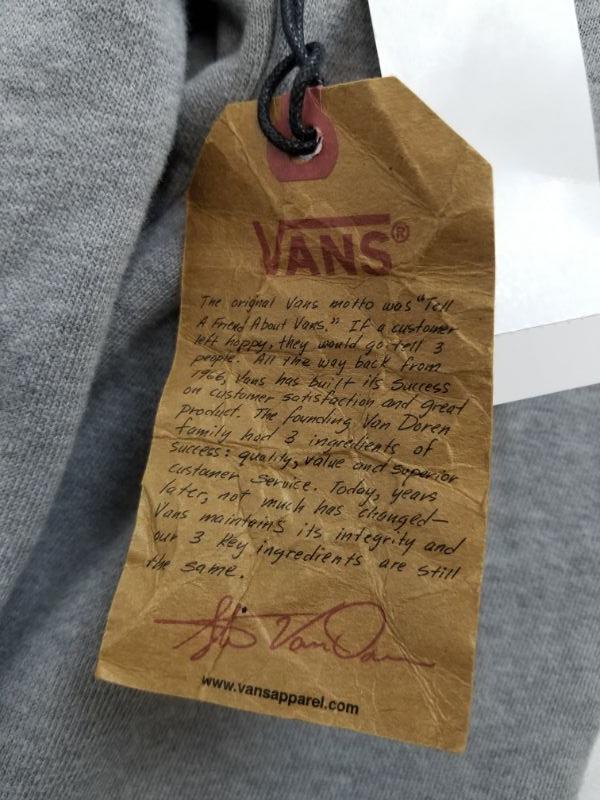 VANS®
The original Vans motto was "Tell
A Friend About Vans." If a customer
left happy, they would go tell 3
people. All the way back from
1966, Vans has built its success
on customer satisfaction and great
product. The founding Van Doren
family had 3 ingredients of
success: quality, value and superior
customer service. Today, years
later, not much has changed—
Vans maintains its integrity and
our 3 key ingredients are still
the same.
Van Doren
www.vansapparel.com